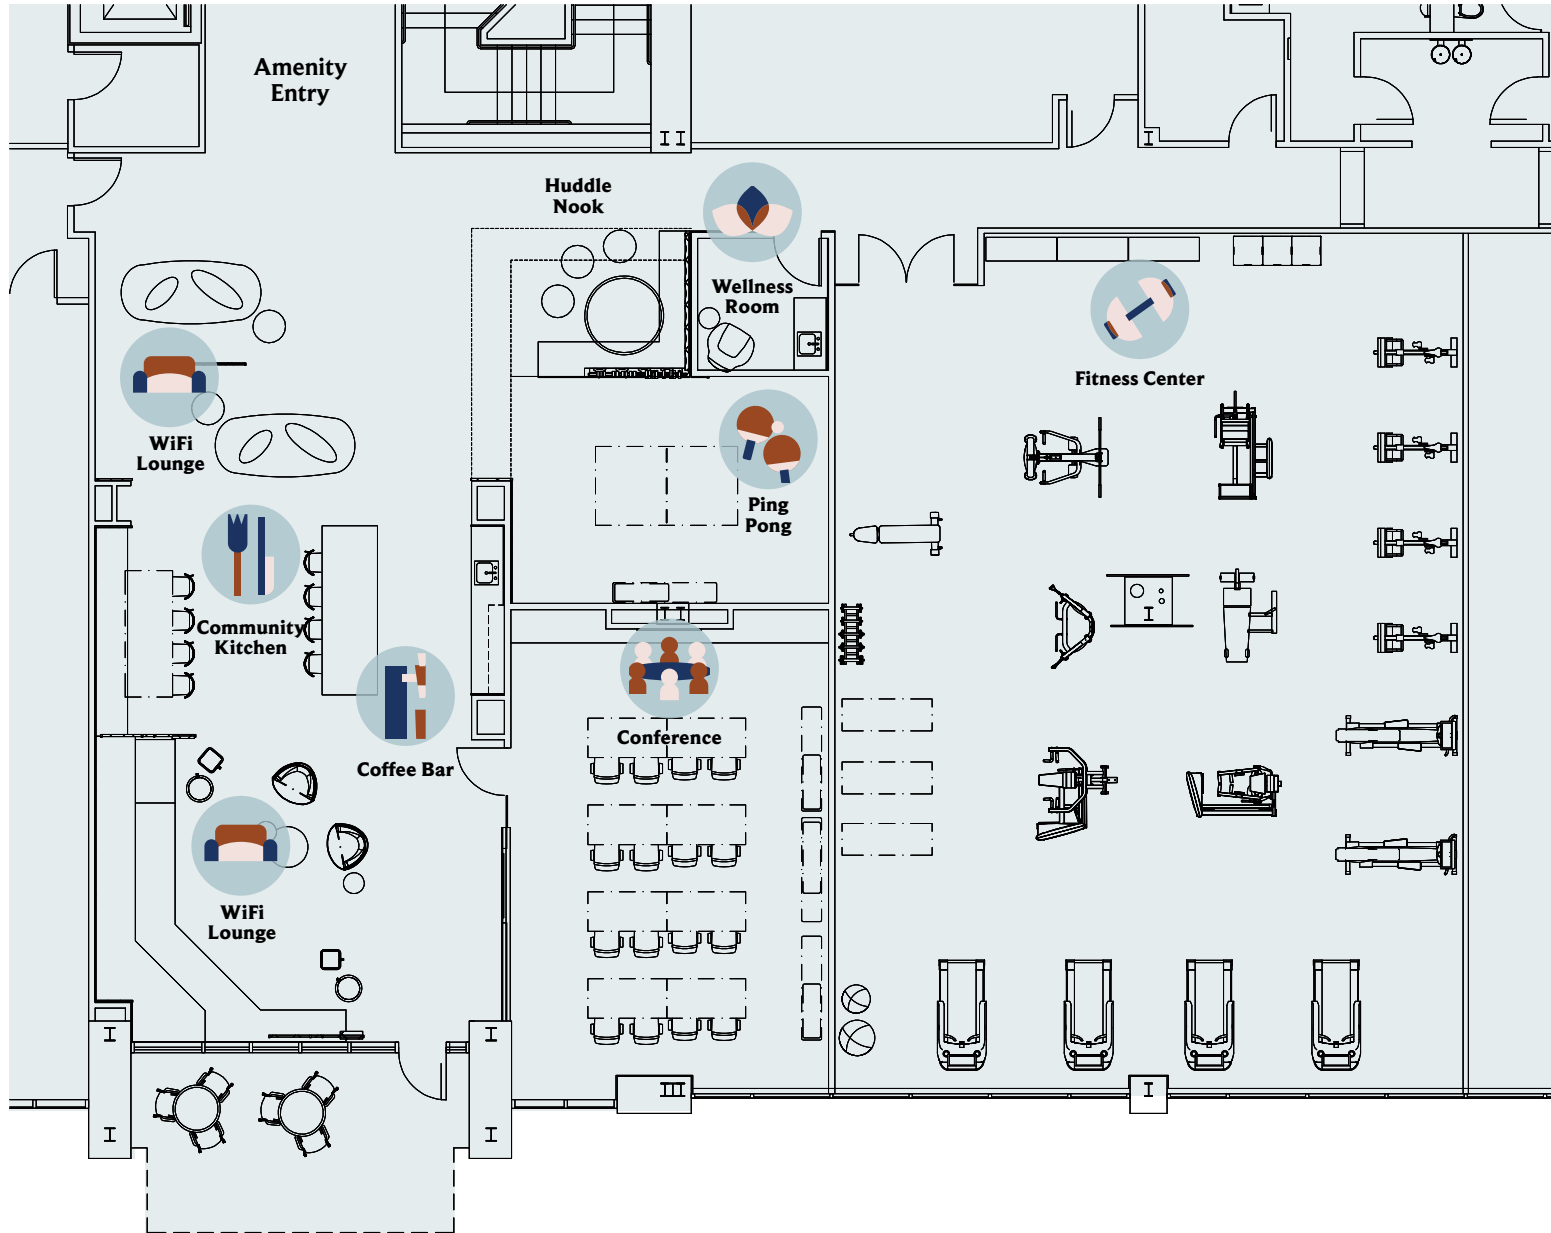 Amenity
Entry
Huddle
Nook
Wellness
Room
Fitness Center
WiFi
Lounge
Ping
Pong
Community
Kitchen
Conference
Coffee Bar
WiFi
Lounge